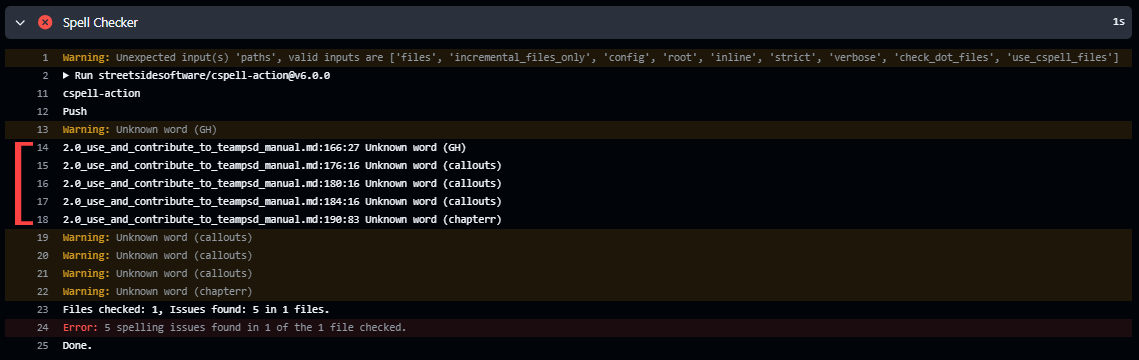 Spell Checker
1s
1 Warning: Unexpected input(s) 'paths', valid inputs are ['files', 'incremental_files_only', 'config', 'root', 'inline', 'strict', 'verbose', 'check_dot_files', 'use_cspell_files']
2 Run streetsidesoftware/cspell-action@v6.0.0
11 cspell-action
12 Push
13 Warning: Unknown word (GH)
14 2.0_use_and_contribute_to_teampsd_manual.md:166:27 Unknown word (GH)
15 2.0_use_and_contribute_to_teampsd_manual.md:176:16 Unknown word (callouts)
16 2.0_use_and_contribute_to_teampsd_manual.md:180:16 Unknown word (callouts)
17 2.0_use_and_contribute_to_teampsd_manual.md:184:16 Unknown word (callouts)
18 2.0_use_and_contribute_to_teampsd_manual.md:190:83 Unknown word (chapterr)
19 Warning: Unknown word (callouts)
20 Warning: Unknown word (callouts)
21 Warning: Unknown word (callouts)
22 Warning: Unknown word (chapterr)
23 Files checked: 1, Issues found: 5 in 1 files.
24 Error: 5 spelling issues found in 1 of the 1 file checked.
25 Done.